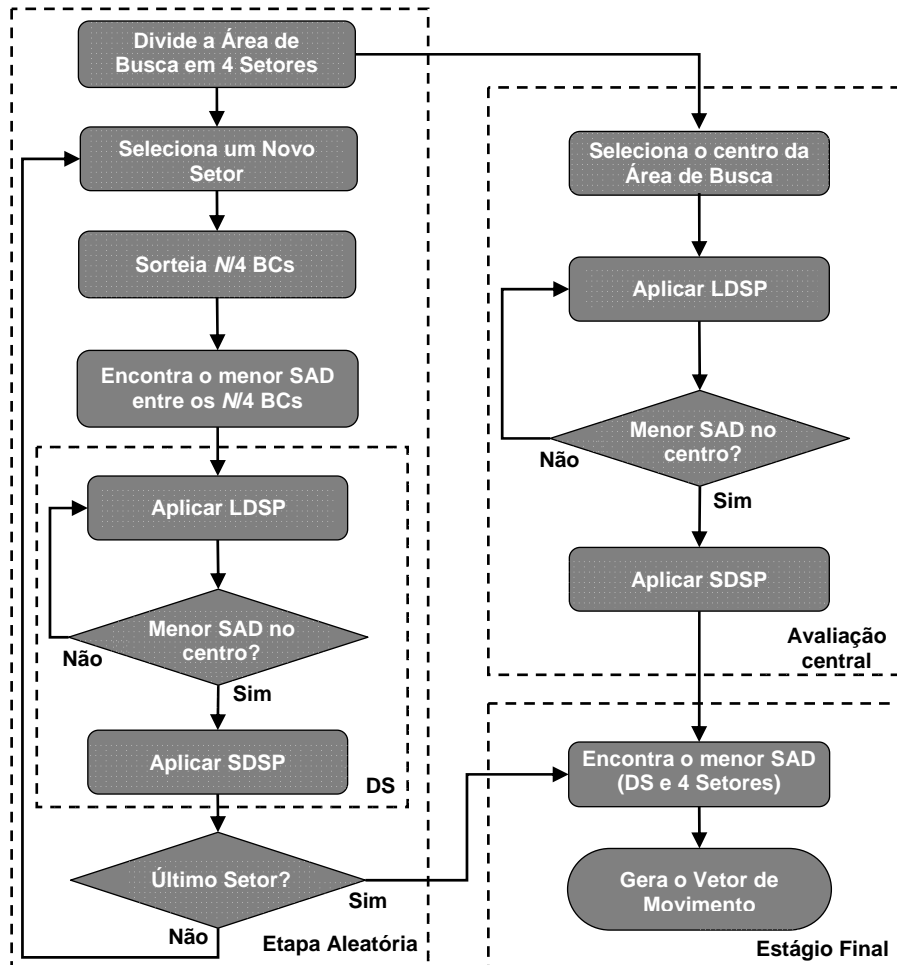 Divide a Área de
Busca em 4 Setores
Seleciona um Novo
Setor
Sorteia N/4 BCs
Encontra o menor SAD
entre os N/4 BCs
Aplicar LDSP
Menor SAD no
centro?
Não
Sim
Aplicar SDSP
DS
Último Setor?
Sim
Não
Etapa Aleatória
Seleciona o centro da
Área de Busca
Aplicar LDSP
Menor SAD no
centro?
Não
Sim
Aplicar SDSP
Avaliação
central
Encontra o menor SAD
(DS e 4 Setores)
Gera o Vetor de
Movimento
Estágio Final